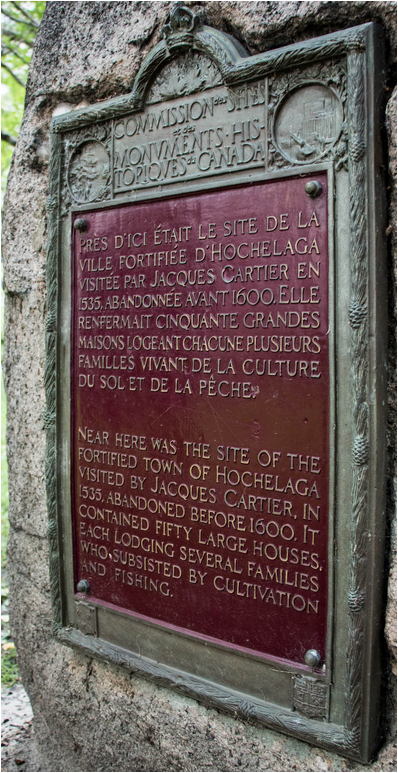 COMMISSION DES SITES
ET DES
MONVMENTS HIS-
TORIQVES DU CANADA
PRÈS D'ICI ÉTAIT LE SITE DE LA
VILLE FORTIFIÉE D'HOCHELAGA
VISITÉE PAR JACQUES CARTIER EN
1535, ABANDONNÉE AVANT 1600. ELLE
RENFERMAIT CINQUANTE GRANDES
MAISONS LOGEANT CHACUNE PLUSIEURS
FAMILLES VIVANT DE LA CULTURE
DU SOL ET DE LA PÊCHE.
NEAR HERE WAS THE SITE OF THE
FORTIFIED TOWN OF HOCHELAGA
VISITED BY JACQUES CARTIER, IN
1535, ABANDONED BEFORE 1600. IT
CONTAINED FIFTY LARGE HOUSES,
EACH LODGING SEVERAL FAMILIES
WHO SUBSISTED BY CULTIVATION
AND FISHING.